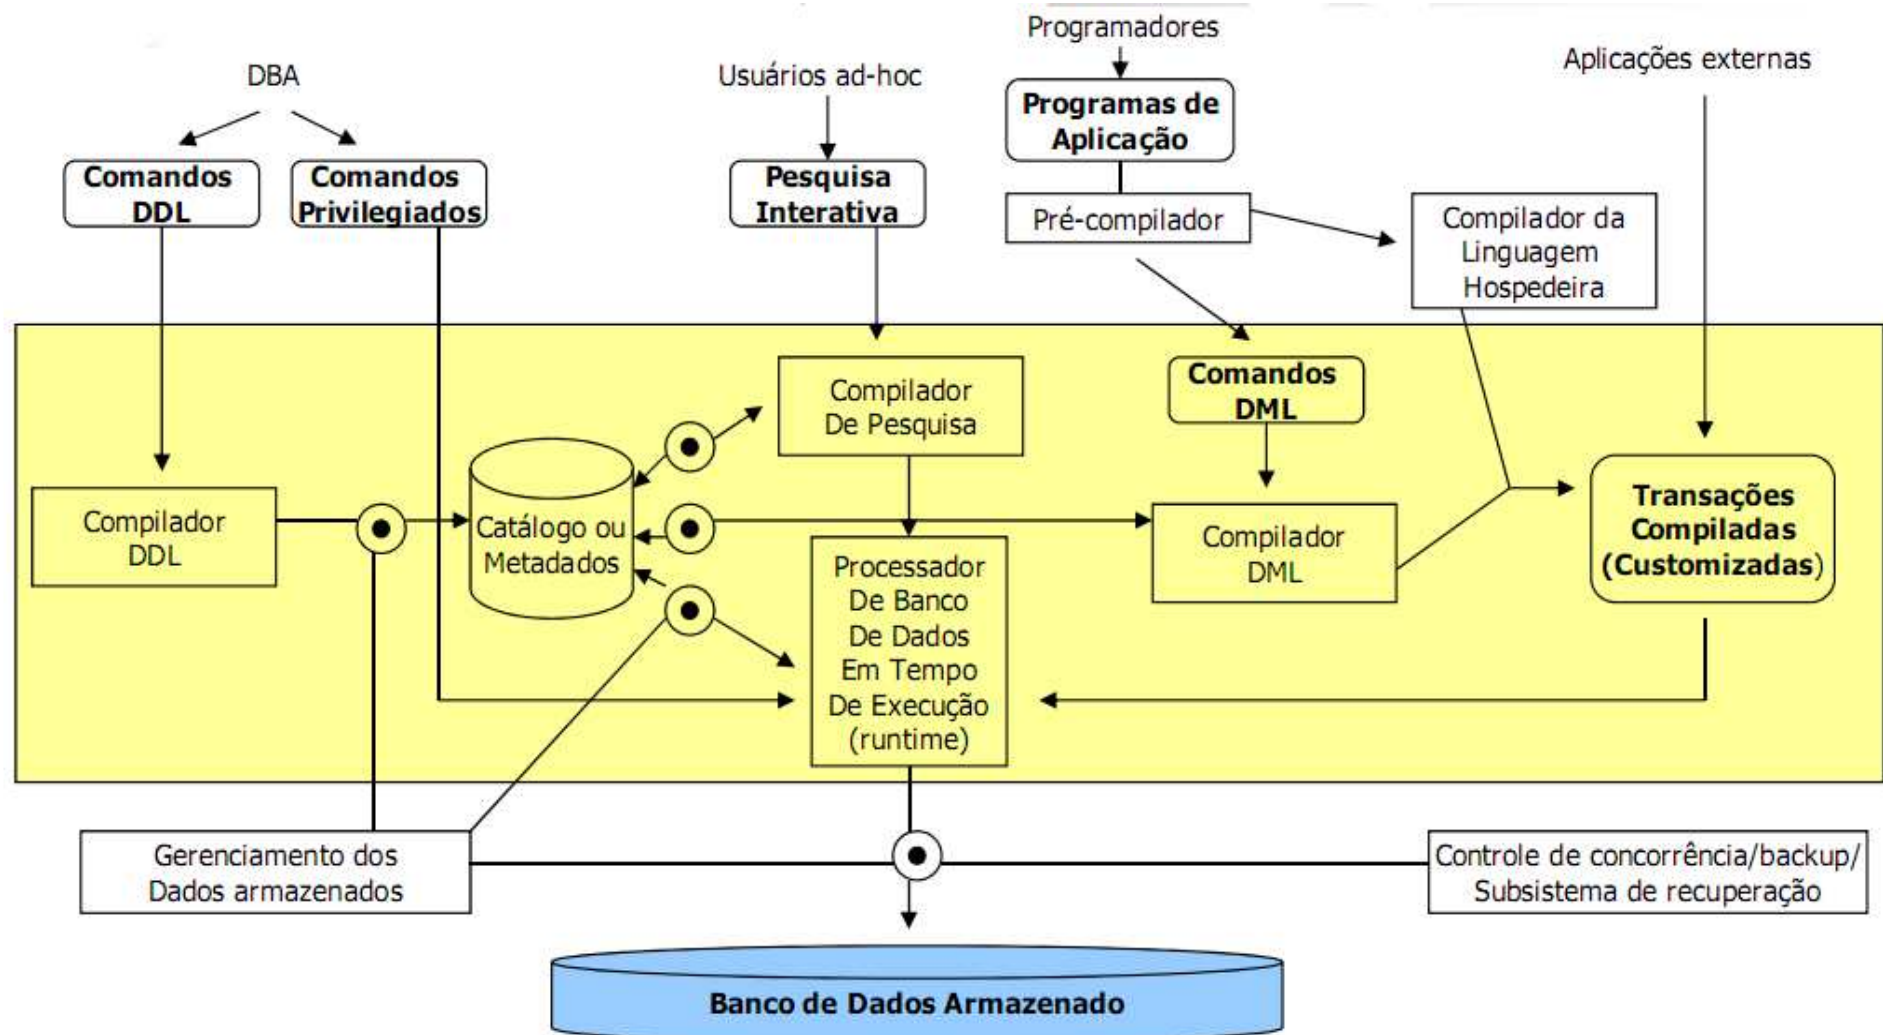 Programadores
DBA
Usuários ad-hoc
Aplicações externas
Programas de
Aplicação
Comandos
DDL
Comandos
Privilegiados
Pesquisa
Interativa
Pré-compilador
Compilador da
Linguagem
Hospedeira
Compilador
De Pesquisa
Comandos
DML
Compilador
DDL
Catálogo ou
Metadados
Processador
De Banco
De Dados
Em Tempo
De Execução
(runtime)
Compilador
DML
Transações
Compiladas
(Customizadas)
Gerenciamento dos
Dados armazenados
Controle de concorrência/backup/
Subsistema de recuperação
Banco de Dados Armazenado